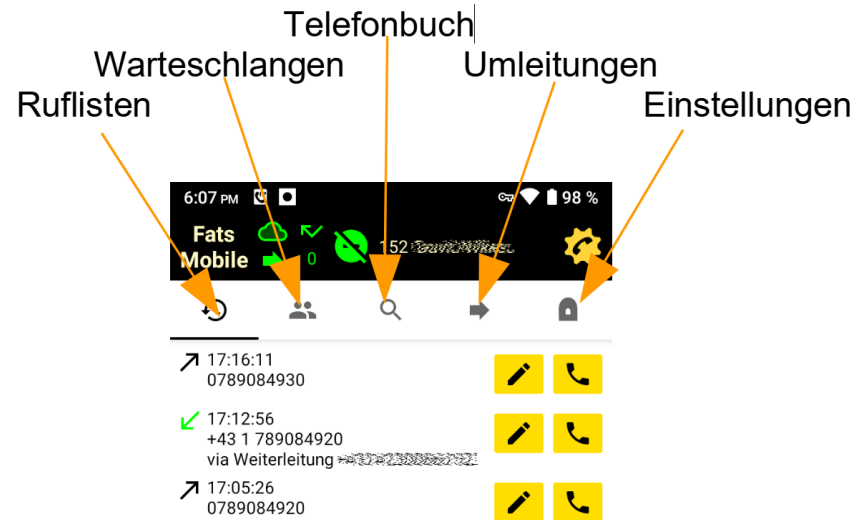 Telefonbuch
Warteschlangen Umleitungen
Ruflisten Einstellungen
6:07 PM 98 %
Fats
Mobile 0 152
17:16:11
0789084930
17:12:56
+43 1 789084920
via Weiterleitung
17:05:26
0789084920